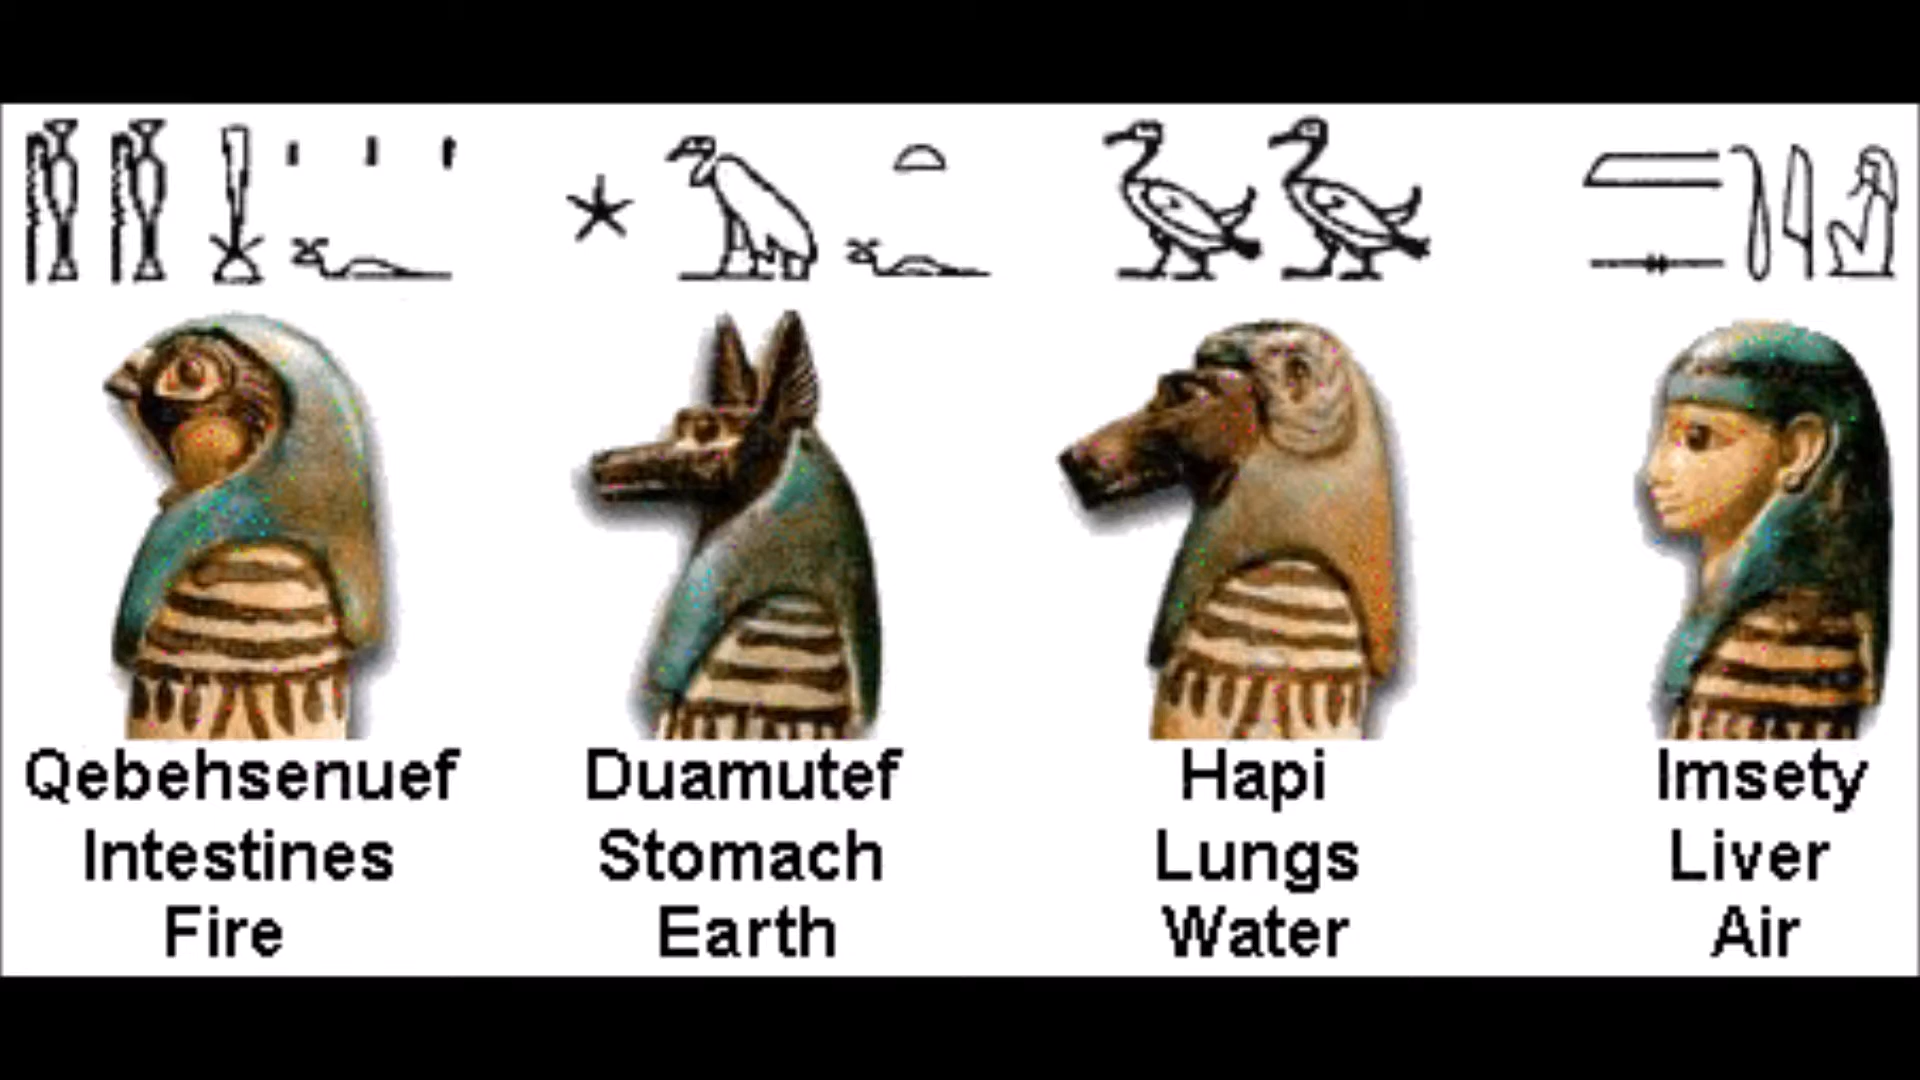 Qebehsenuef
Intestines
Fire
Duamutef
Stomach
Earth
Hapi
Lungs
Water
Imsety
Liver
Air